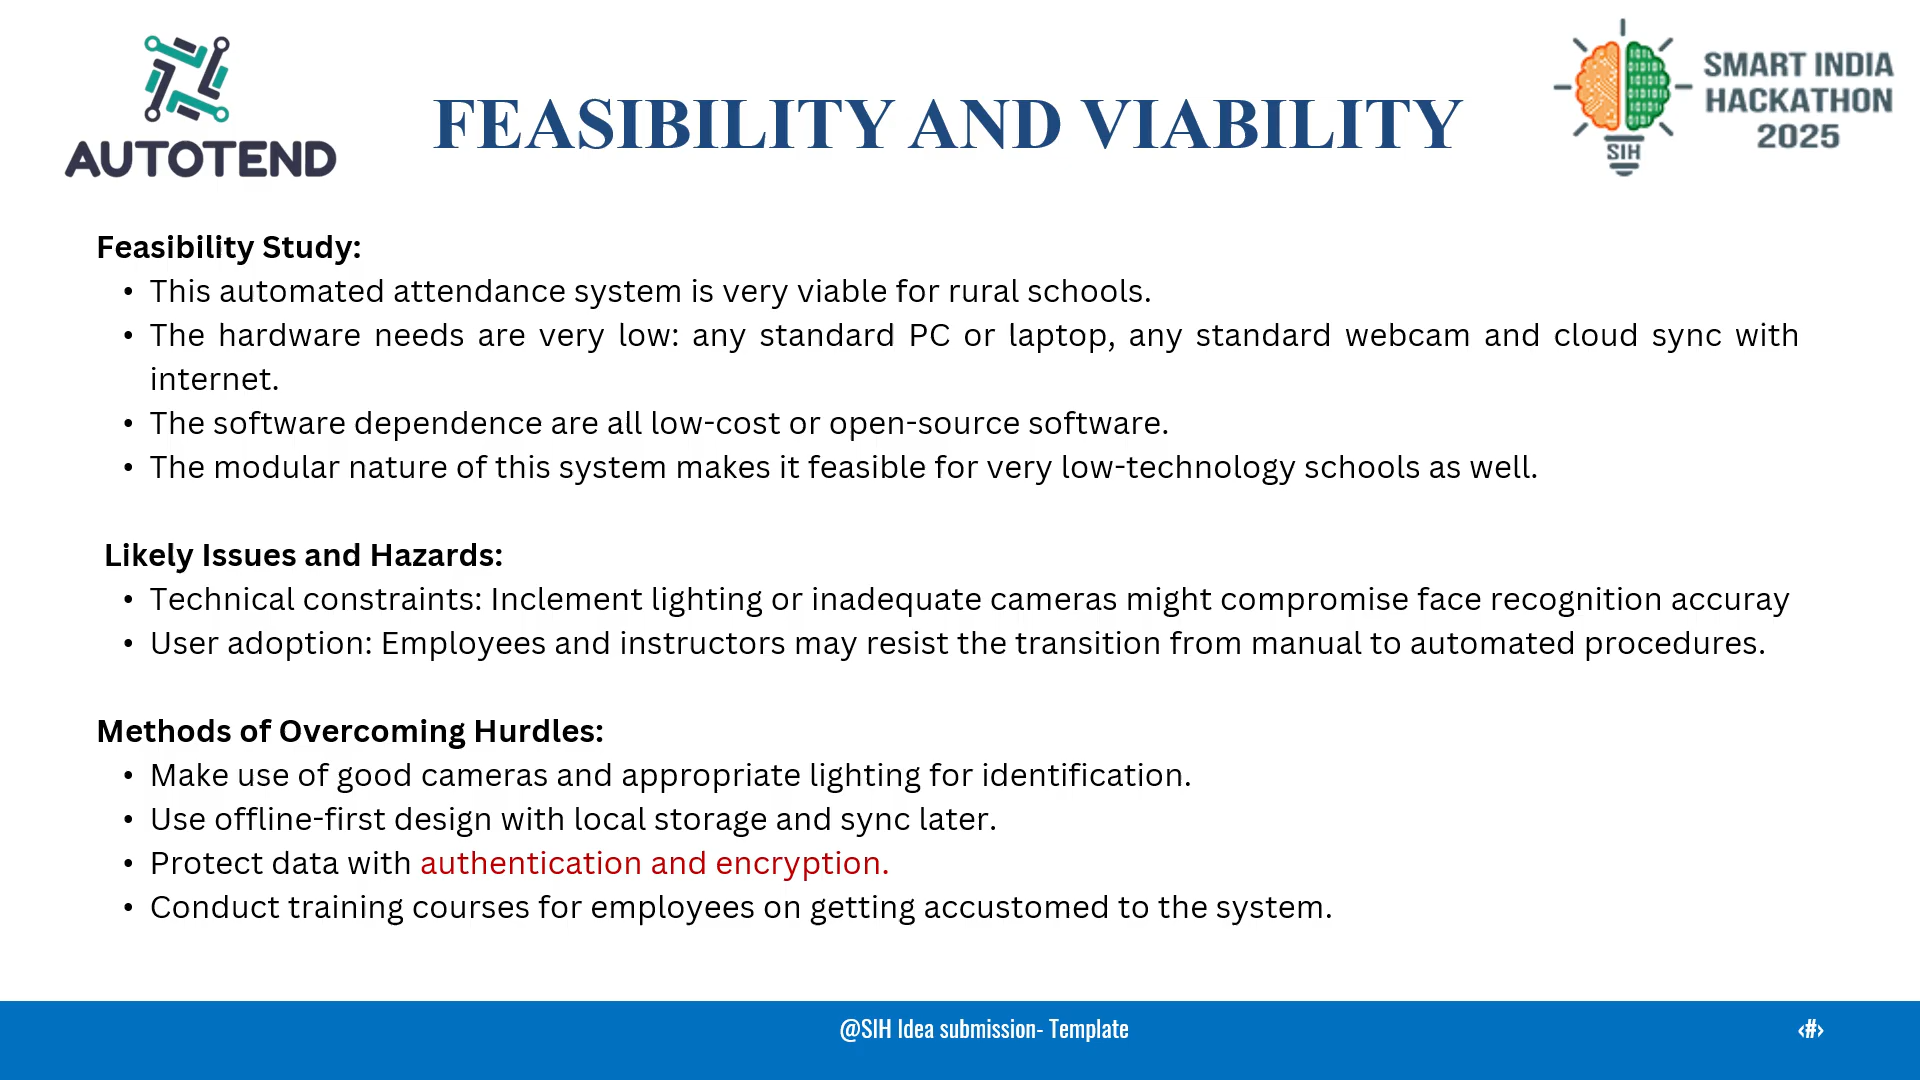 AUTOTEND
FEASIBILITY AND VIABILITY
SIH
SMART INDIA
HACKATHON
2025
Feasibility Study:
• This automated attendance system is very viable for rural schools.
• The hardware needs are very low: any standard PC or laptop, any standard webcam and cloud sync with
internet.
• The software dependence are all low-cost or open-source software.
• The modular nature of this system makes it feasible for very low-technology schools as well.
Likely Issues and Hazards:
• Technical constraints: Inclement lighting or inadequate cameras might compromise face recognition accuray
• User adoption: Employees and instructors may resist the transition from manual to automated procedures.
Methods of Overcoming Hurdles:
• Make use of good cameras and appropriate lighting for identification.
• Use offline-first design with local storage and sync later.
• Protect data with authentication and encryption.
• Conduct training courses for employees on getting accustomed to the system.
@SIH Idea submission- Template
‹#›